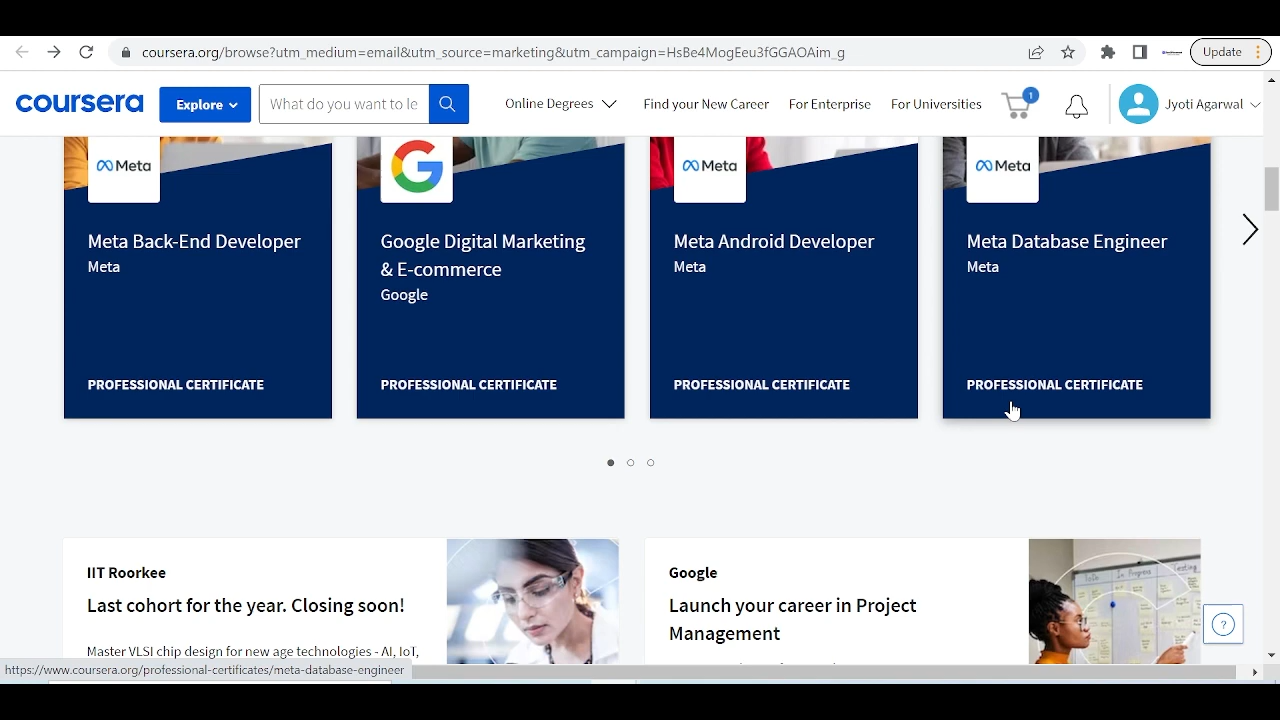 coursera.org/browse?utm_medium=email&utm_source=marketing&utm_campaign=HsBe4MogEeu3fGGAOAim_g
Update
coursera
Explore
What do you want to le
Online Degrees
Find your New Career
For Enterprise
For Universities
1
Jyoti Agarwal
Meta
G
Meta
Meta
Meta Back-End Developer
Meta
PROFESSIONAL CERTIFICATE
Google Digital Marketing
& E-commerce
Google
PROFESSIONAL CERTIFICATE
Meta Android Developer
Meta
PROFESSIONAL CERTIFICATE
Meta Database Engineer
Meta
PROFESSIONAL CERTIFICATE
IIT Roorkee
Last cohort for the year. Closing soon!
Master VLSI chip design for new age technologies - AI, IoT,
Google
Launch your career in Project
Management
In Progress
Testing
?
https://www.coursera.org/professional-certificates/meta-database-engineer